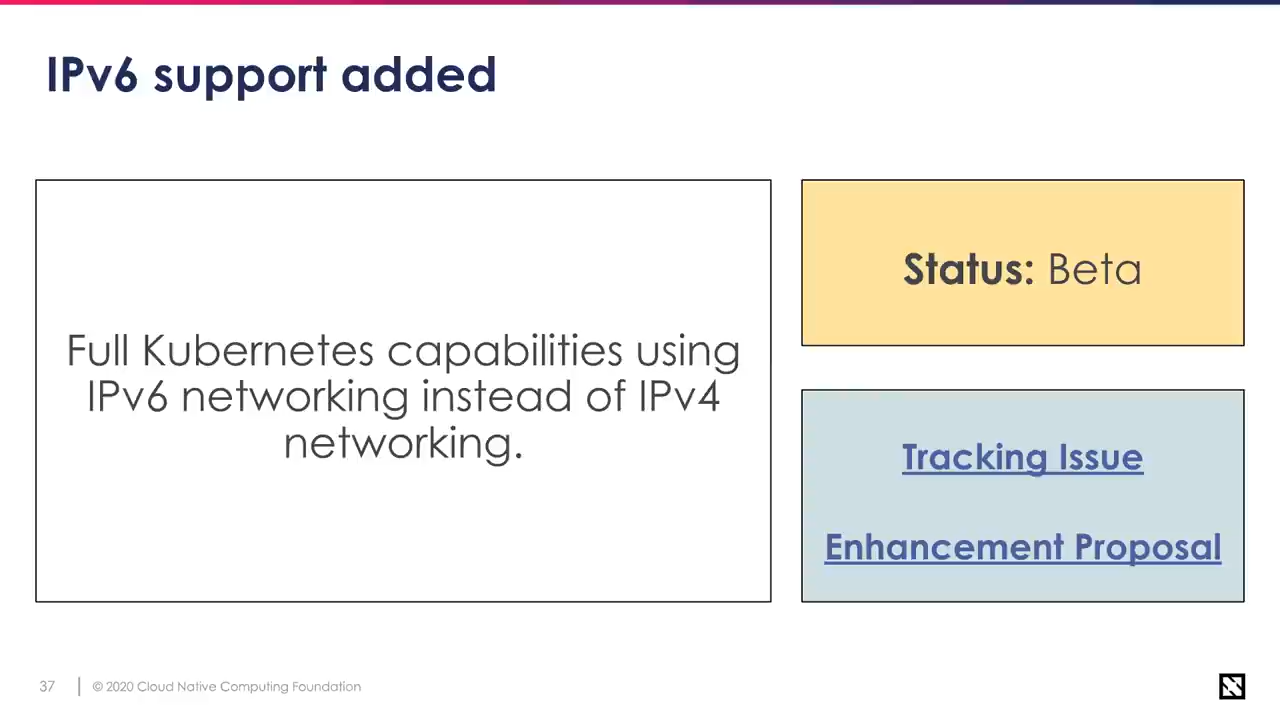 IPv6 support added
Full Kubernetes capabilities using
IPv6 networking instead of IPv4
networking.
Status: Beta
Tracking Issue
Enhancement Proposal
37
© 2020 Cloud Native Computing Foundation